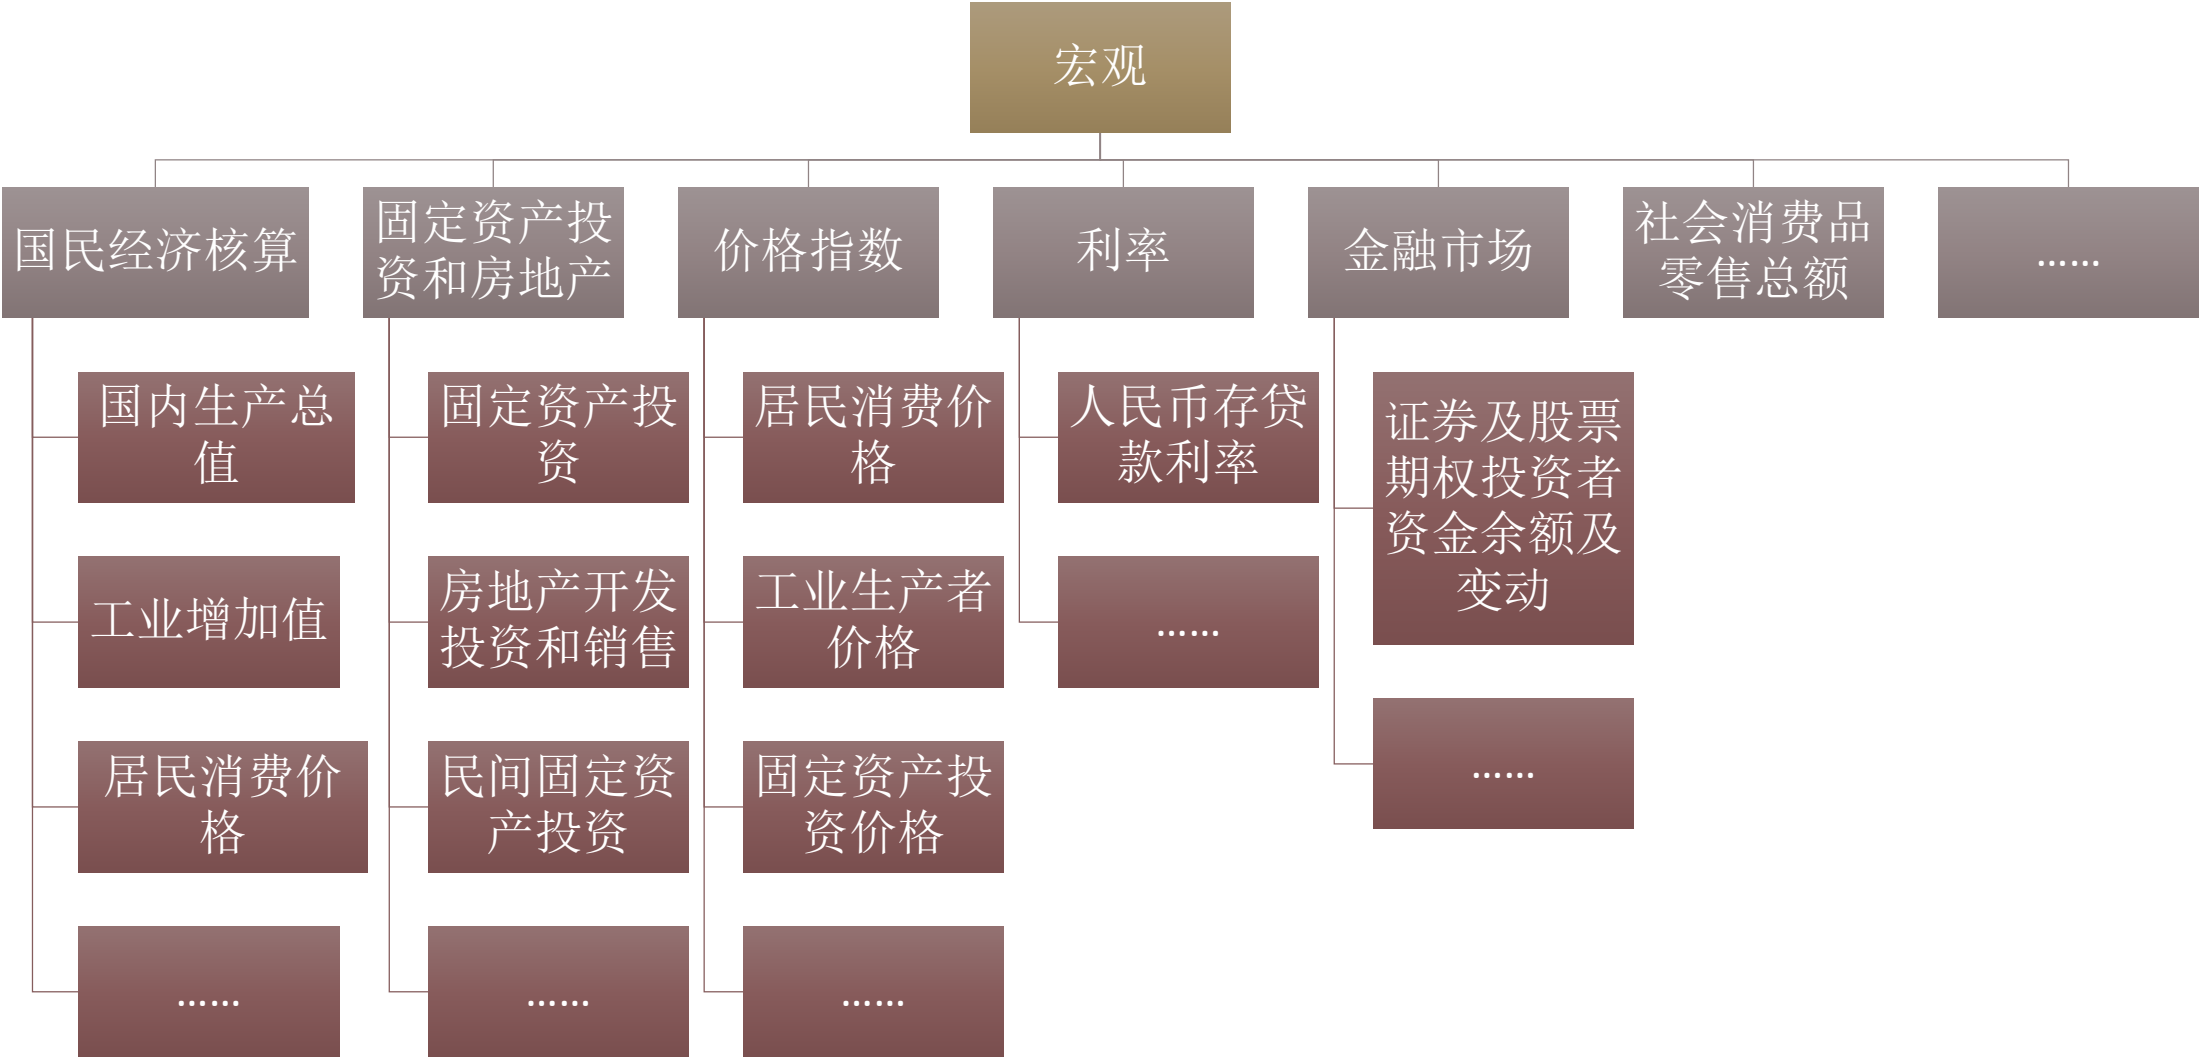 宏观
国民经济核算
固定资产投
资和房地产
价格指数
利率
金融市场
社会消费品
零售总额
……
国内生产总
值
工业增加值
居民消费价
格
……
固定资产投
资
房地产开发
投资和销售
民间固定资
产投资
……
居民消费价
格
工业生产者
价格
固定资产投
资价格
……
人民币存贷
款利率
……
证券及股票
期权投资者
资金余额及
变动
……